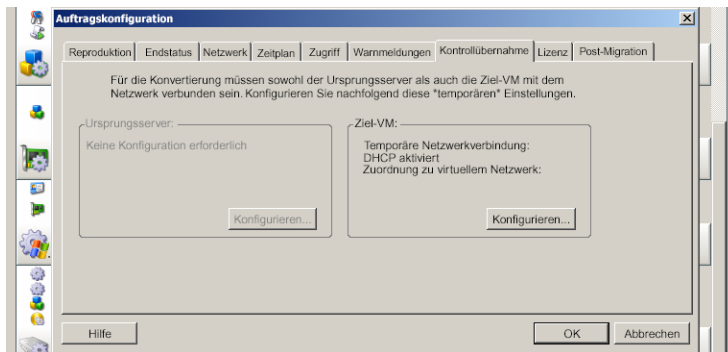 Auftragskonfiguration
Reproduktion Endstatus Netzwerk Zeitplan Zugriff Warnmeldungen Kontrollübernahme Lizenz Post-Migration
Für die Konvertierung müssen sowohl der Ursprungsserver als auch die Ziel-VM mit dem
Netzwerk verbunden sein. Konfigurieren Sie nachfolgend diese "temporären" Einstellungen.
Ursprungsserver:
Keine Konfiguration erforderlich
Konfigurieren...
Ziel-VM:
Temporäre Netzwerkverbindung:
DHCP aktiviert
Zuordnung zu virtuellem Netzwerk:
Konfigurieren...
Hilfe OK Abbrechen